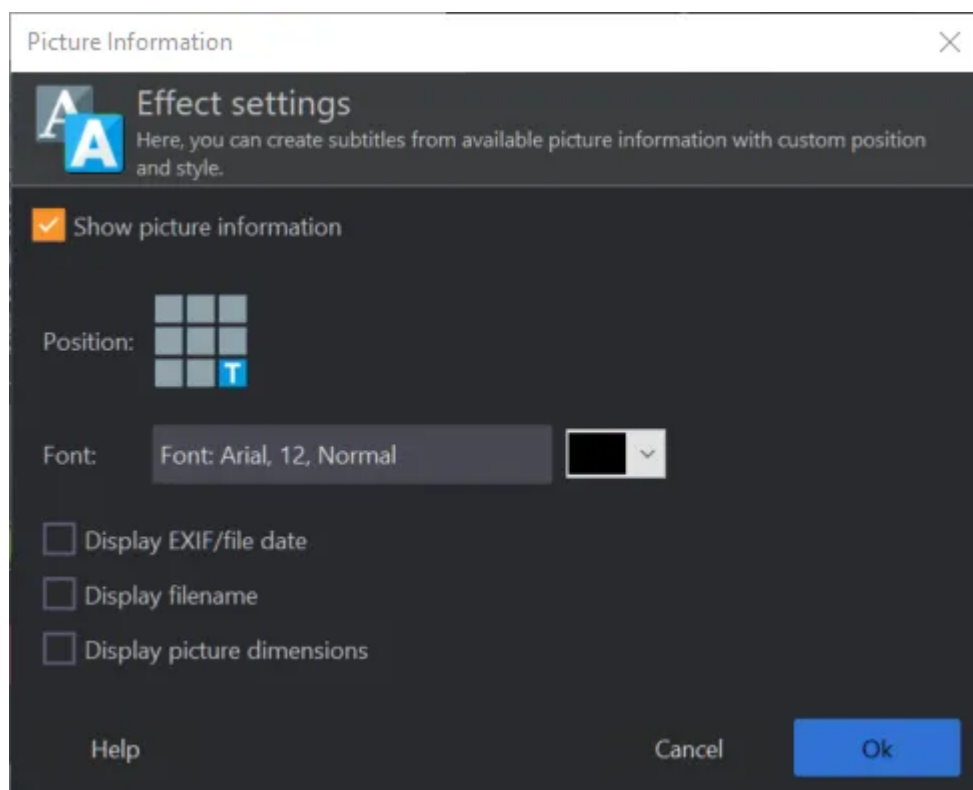 Picture Information
Effect settings
Here, you can create subtitles from available picture information with custom position
and style.
Show picture information
Position:
T
Font:
Font: Arial, 12, Normal
Display EXIF/file date
Display filename
Display picture dimensions
Help
Cancel
Ok